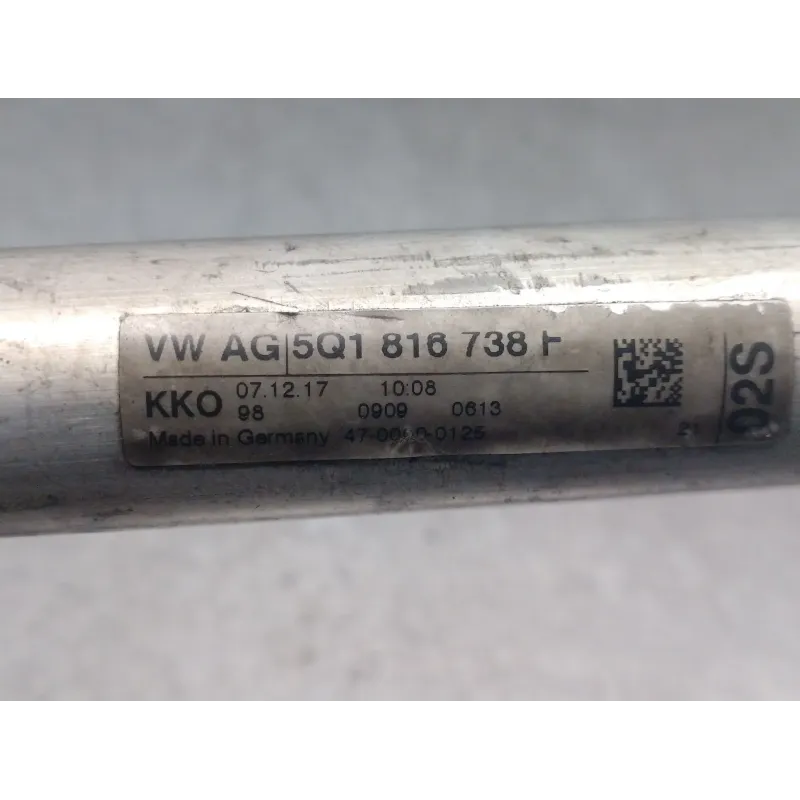 VW AG 5Q1 816 738
KKO 07.12.17 10:08
98 0909 0613
Made in Germany
21
02S